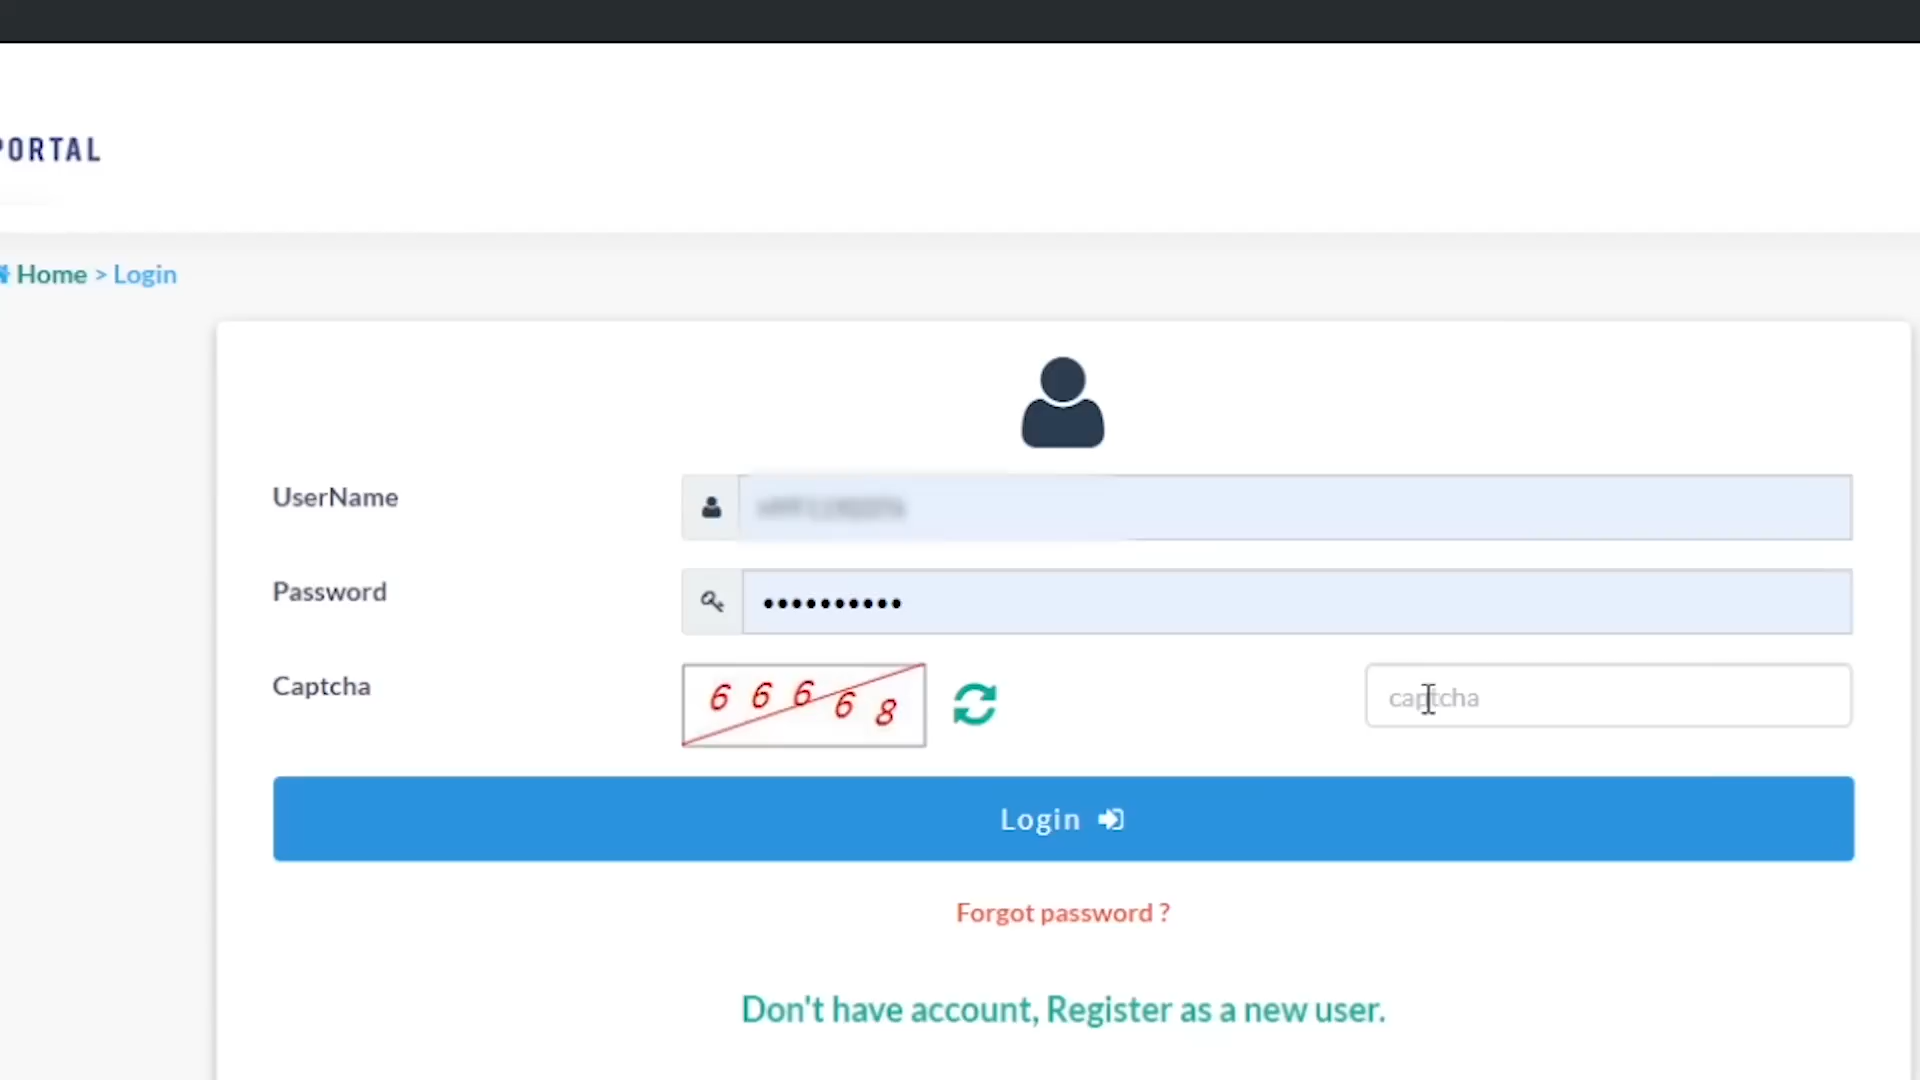 PORTAL
Home > Login
UserName
Password
Captcha
6 6 6 6 8
captcha
Login
Forgot password ?
Don't have account, Register as a new user.